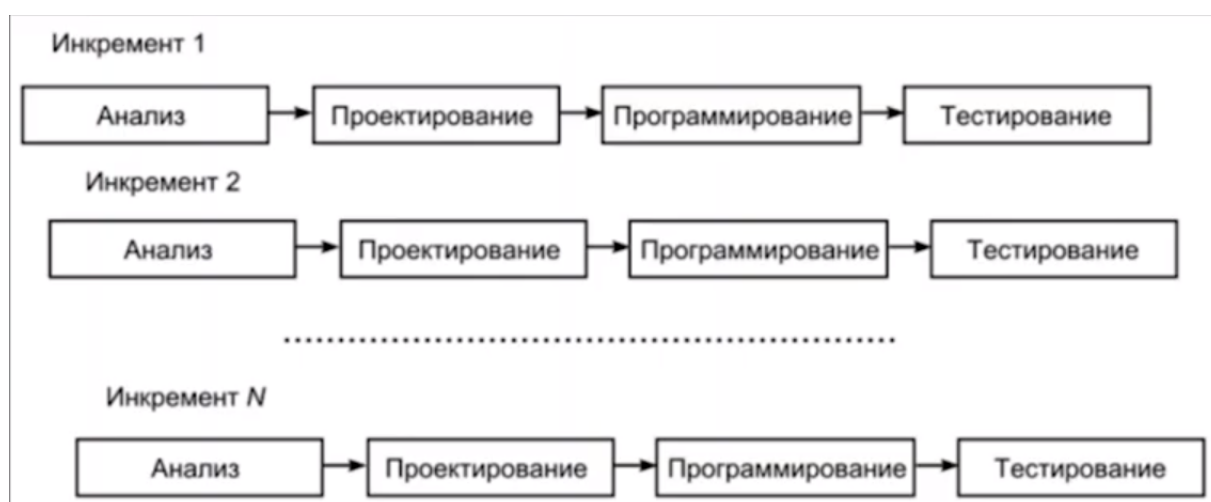 Инкремент 1
Анализ Проектирование Программирование Тестирование
Инкремент 2
Анализ Проектирование Программирование Тестирование
Инкремент N
Анализ Проектирование Программирование Тестирование